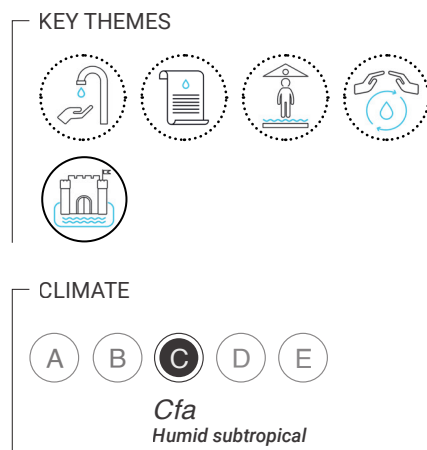 KEY THEMES
CLIMATE
A B C D E
Cfa
Humid subtropical